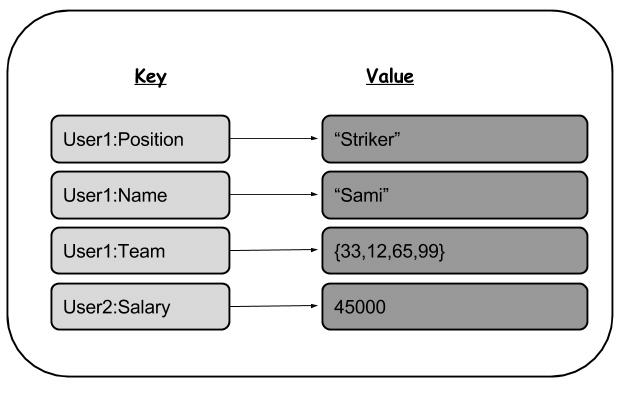 Key Value
User1:Position “Striker”
User1:Name “Sami”
User1:Team {33,12,65,99}
User2:Salary 45000